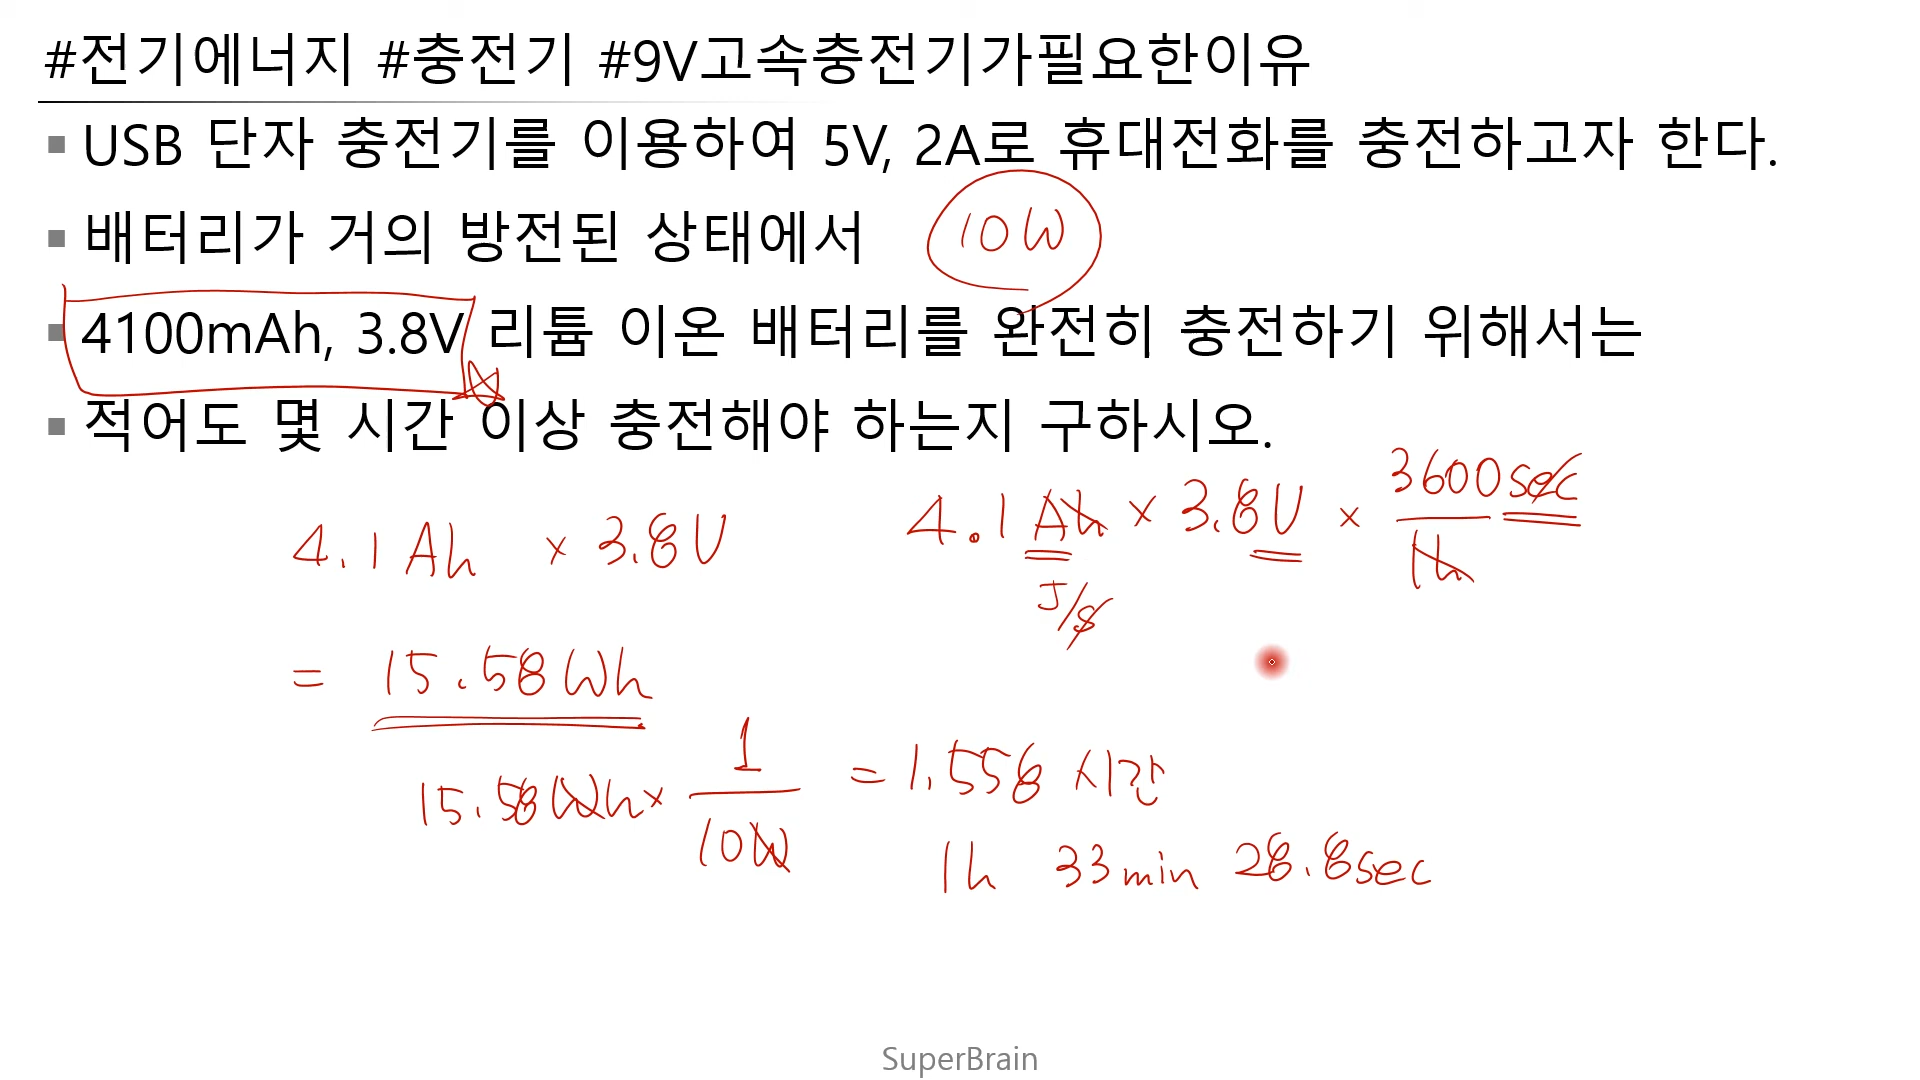 #전기에너지 #충전기 #9V고속충전기가필요한이유
▪ USB 단자 충전기를 이용하여 5V, 2A로 휴대전화를 충전하고자 한다.
▪ 배터리가 거의 방전된 상태에서 10W
▪ 4100mAh, 3.8V 리튬 이온 배터리를 완전히 충전하기 위해서는
▪ 적어도 몇 시간 이상 충전해야 하는지 구하시오.
4.1 Ah × 3.8V
4.1 Ah × 3.8V × 3600sec / 1h
J/s
= 15.58Wh
15.58Wh × 1 / 10W = 1.558 시간
1h 33min 28.8sec
SuperBrain